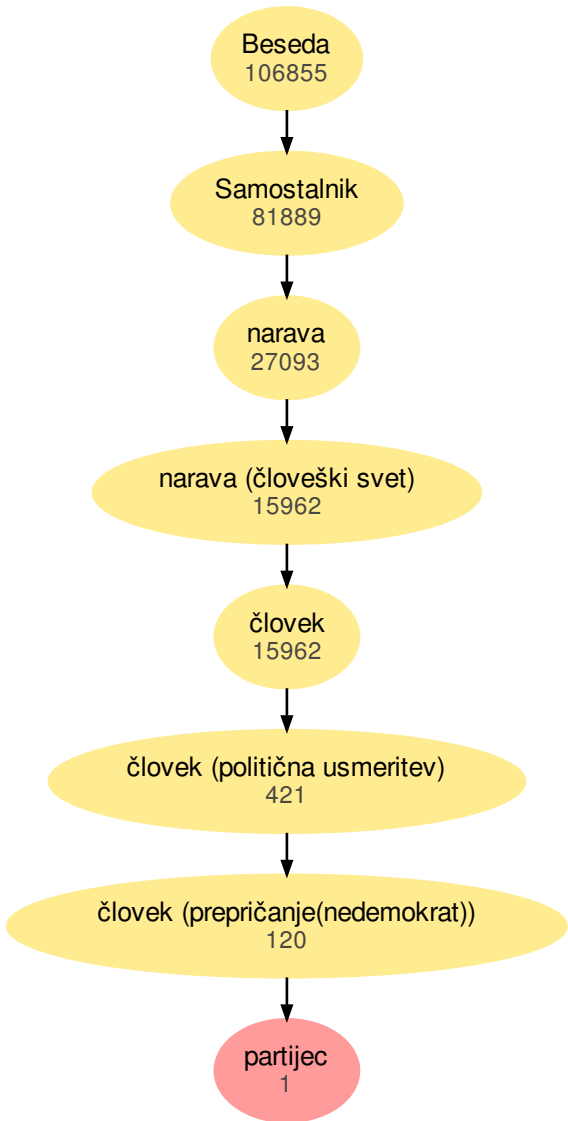 Beseda
106855
Samostalnik
81889
narava
27093
narava (človeški svet)
15962
človek
15962
človek (politična usmeritev)
421
človek (prepričanje(nedemokrat))
120
partijec
1